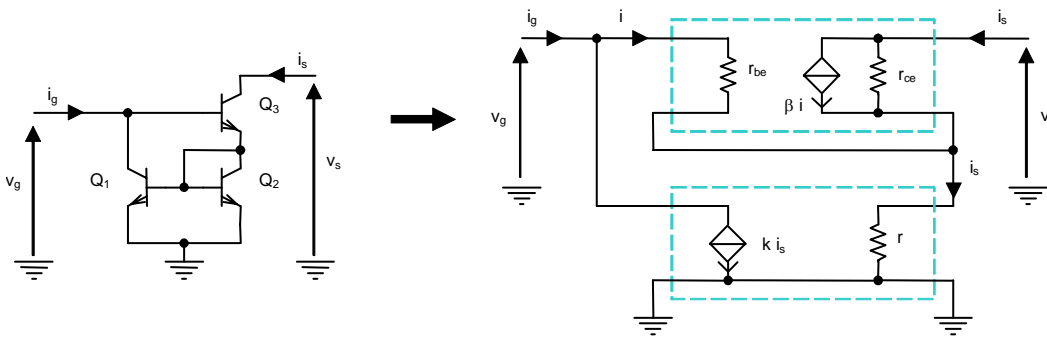 i_g
v_g
Q_1
Q_2
Q_3
i_s
v_s
i_g
i
i_s
v_g
r_be
β i
r_ce
v
i_s
k i_s
r